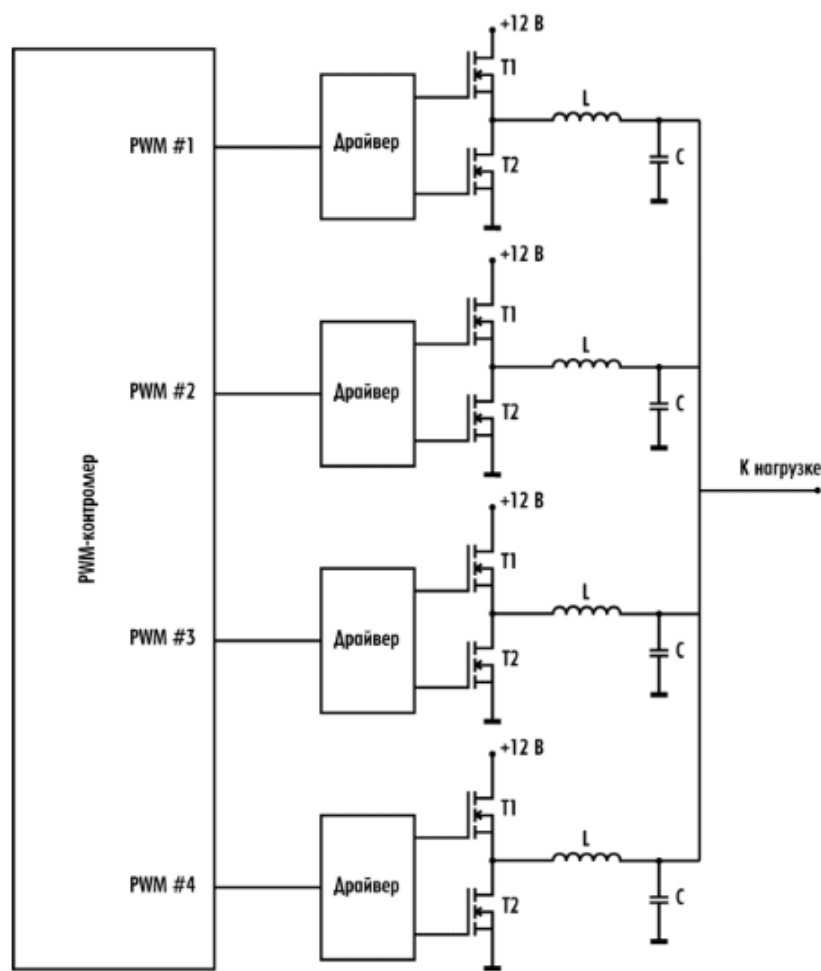 +12 В
T1
L
PWM #1
Драйвер
C
T2
+12 В
T1
L
PWM #2
Драйвер
C
T2
К нагрузке
PWM-контроллер
+12 В
T1
L
PWM #3
Драйвер
C
T2
+12 В
T1
L
PWM #4
Драйвер
C
T2